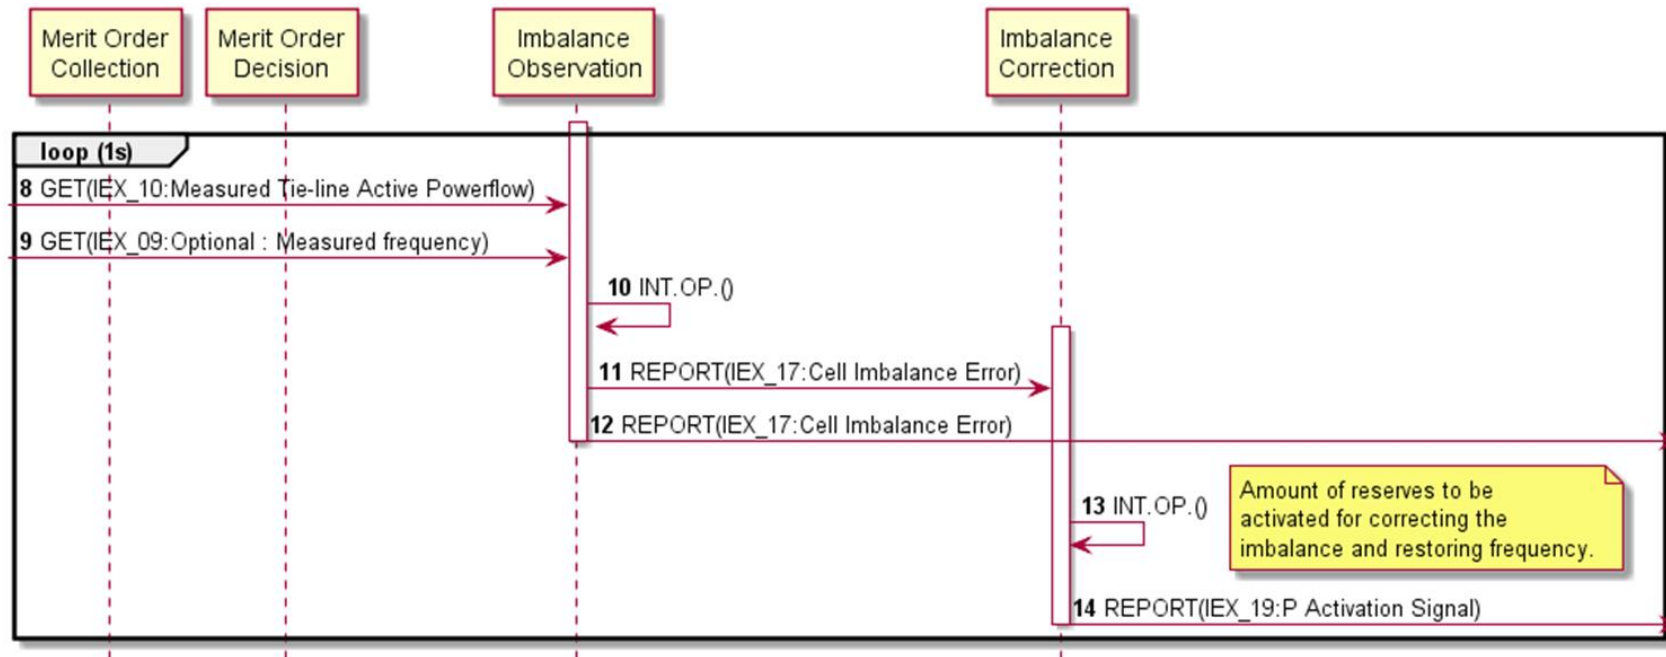 Merit Order
Collection
Merit Order
Decision
Imbalance
Observation
Imbalance
Correction
loop (1s)
8 GET(IEX_10:Measured Tie-line Active Powerflow)
9 GET(IEX_09:Optional : Measured frequency)
10 INT.OP.()
11 REPORT(IEX_17:Cell Imbalance Error)
12 REPORT(IEX_17:Cell Imbalance Error)
13 INT.OP.()
Amount of reserves to be
activated for correcting the
imbalance and restoring frequency.
14 REPORT(IEX_19:P Activation Signal)